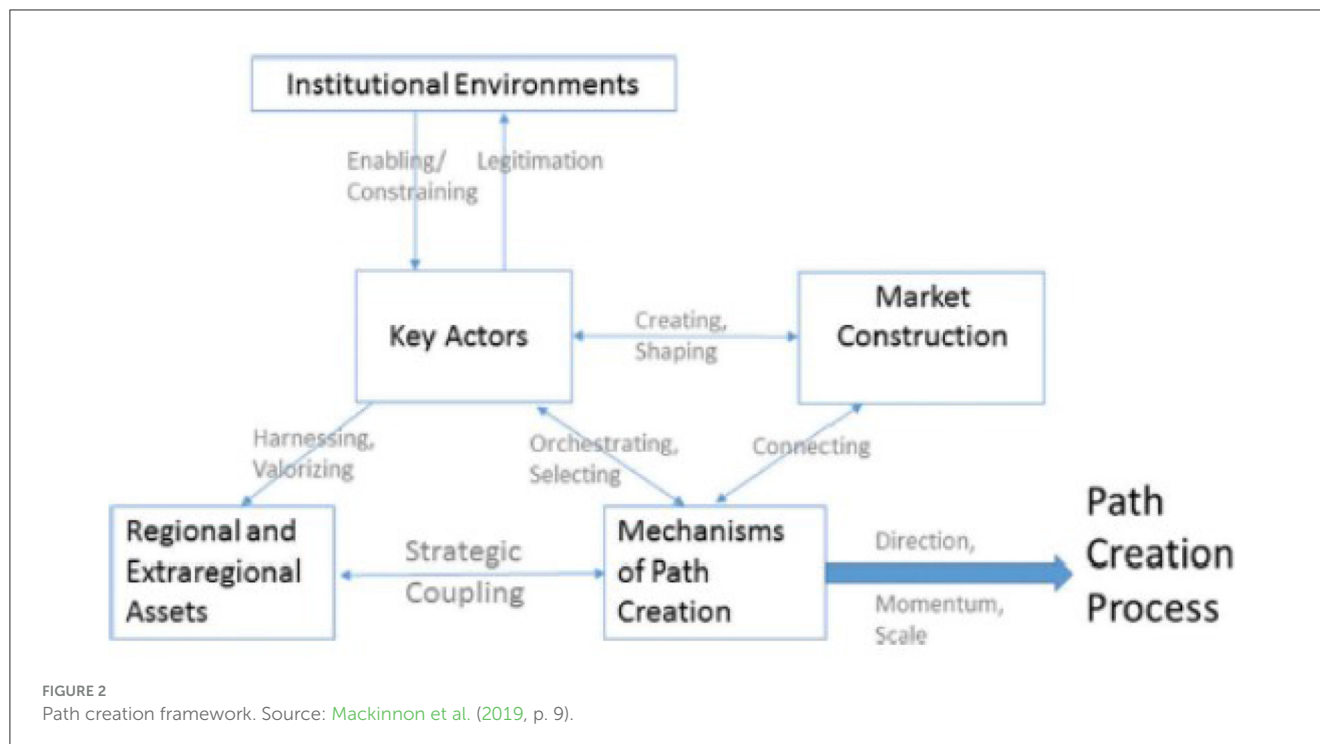 Institutional Environments
Enabling/
Constraining
Legitimation
Key Actors
Creating,
Shaping
Market
Construction
Harnessing,
Valorizing
Orchestrating,
Selecting
Connecting
Regional and
Extraregional
Assets
Strategic
Coupling
Mechanisms
of Path
Creation
Direction,
Momentum,
Scale
Path
Creation
Process
FIGURE 2
Path creation framework. Source: Mackinnon et al. (2019, p. 9).